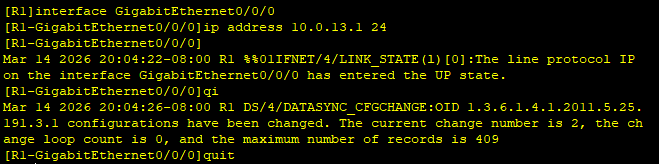 [R1]interface GigabitEthernet0/0/0
[R1-GigabitEthernet0/0/0]ip address 10.0.13.1 24
[R1-GigabitEthernet0/0/0]
Mar 14 2026 20:04:22-08:00 R1 %%01IFNET/4/LINK_STATE(l)[0]:The line protocol IP
on the interface GigabitEthernet0/0/0 has entered the UP state.
[R1-GigabitEthernet0/0/0]qi
Mar 14 2026 20:04:26-08:00 R1 DS/4/DATASYNC_CFGCHANGE:OID 1.3.6.1.4.1.2011.5.25.
191.3.1 configurations have been changed. The current change number is 2, the ch
ange loop count is 0, and the maximum number of records is 409
[R1-GigabitEthernet0/0/0]quit